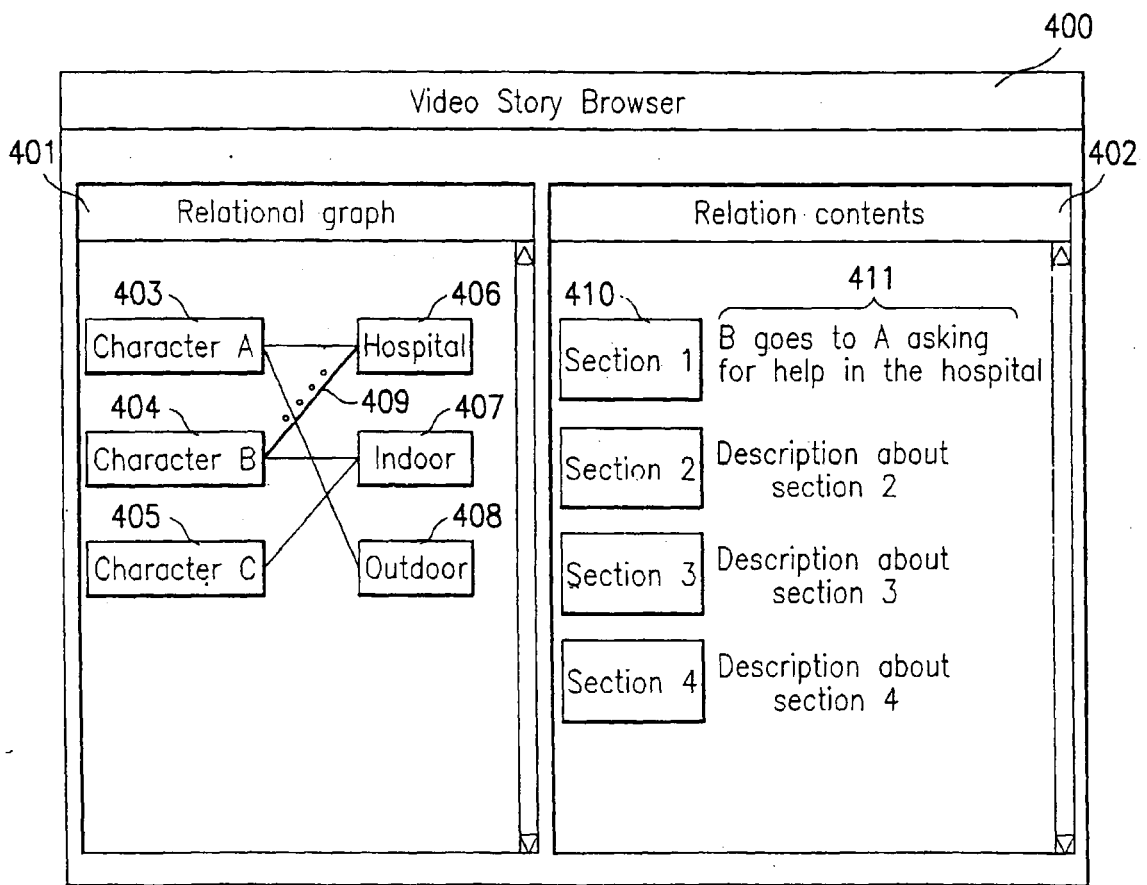 400
Video Story Browser
401
402
Relational graph
Relation contents
403
406
Character A
Hospital
409
404
407
Character B
Indoor
405
408
Character C
Outdoor
410
411
Section 1
B goes to A asking
for help in the hospital
Section 2
Description about
section 2
Section 3
Description about
section 3
Section 4
Description about
section 4